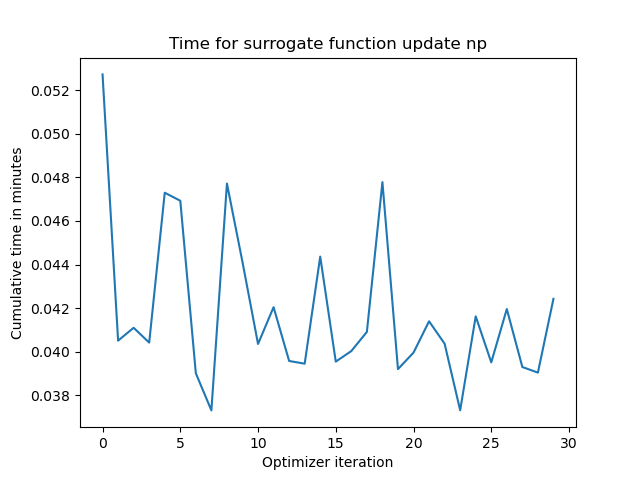 Time for surrogate function update np
Cumulative time in minutes
0.052
0.050
0.048
0.046
0.044
0.042
0.040
0.038
0 5 10 15 20 25 30
Optimizer iteration